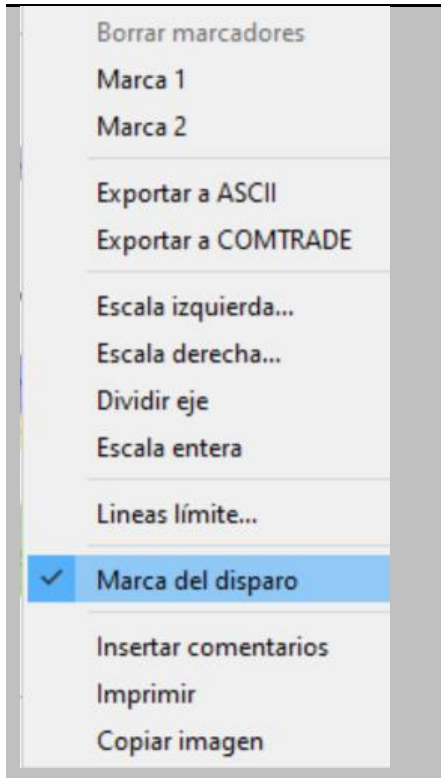 Borrar marcadores
Marca 1
Marca 2
Exportar a ASCII
Exportar a COMTRADE
Escala izquierda...
Escala derecha...
Dividir eje
Escala entera
Lineas límite...
Marca del disparo
Insertar comentarios
Imprimir
Copiar imagen